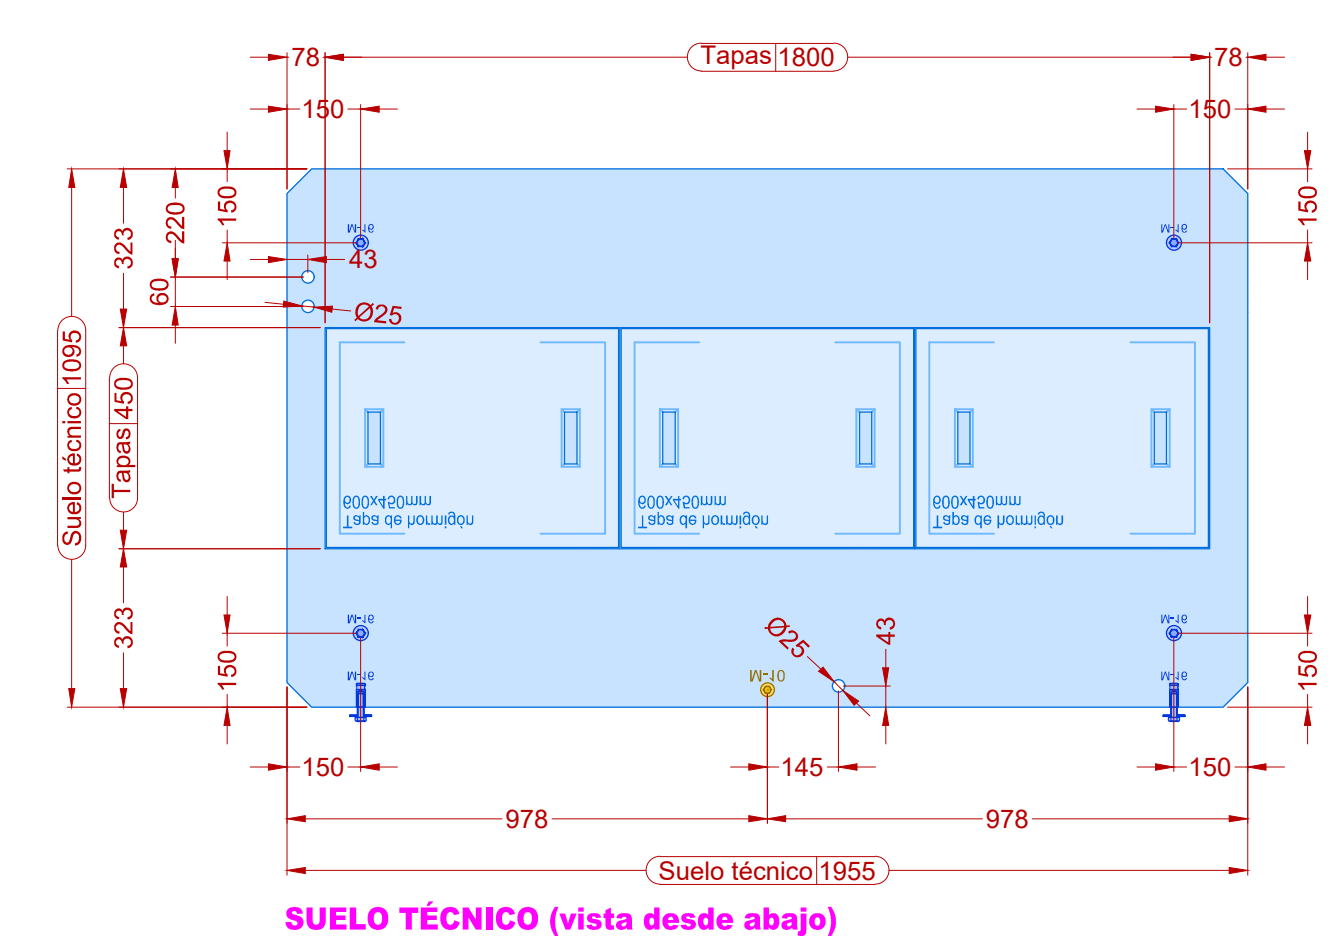 78
Tapas 1800
78
150
150
323
220
150
150
M-16
M-16
43
60
Ø25
Suelo técnico 1095
Tapas 450
600x450mm
Tapa de hormigón
600x450mm
Tapa de hormigón
600x450mm
Tapa de hormigón
323
150
M-16
M-16
M-16
M-10
Ø25
43
M-16
M-16
150
150
145
150
978
978
Suelo técnico 1955
SUELO TÉCNICO (vista desde abajo)